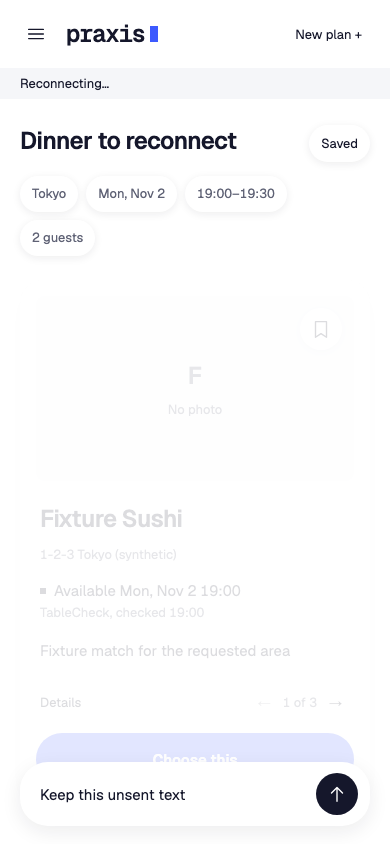 praxis
New plan +
Reconnecting…
Dinner to reconnect
Saved
Tokyo
Mon, Nov 2
19:00–19:30
2 guests
F
No photo
Fixture Sushi
1-2-3 Tokyo (synthetic)
Available Mon, Nov 2 19:00
TableCheck, checked 19:00
Fixture match for the requested area
Details
← 1 of 3 →
Choose this
Keep this unsent text